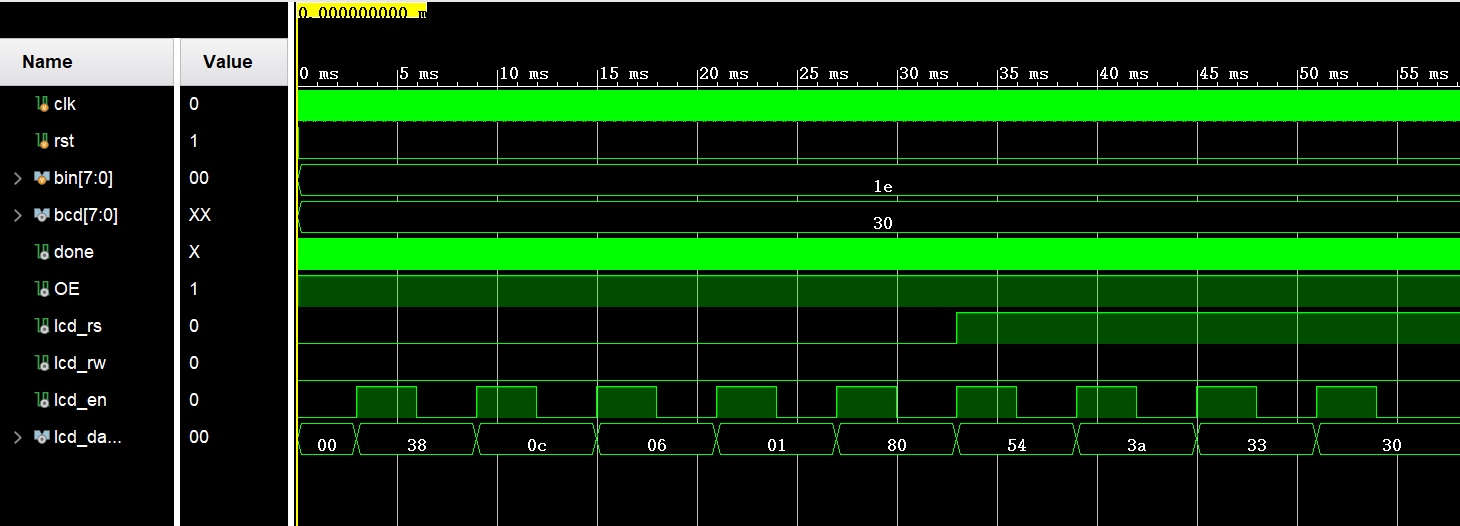 0.000000000 m
Name Value
0 ms 5 ms 10 ms 15 ms 20 ms 25 ms 30 ms 35 ms 40 ms 45 ms 50 ms 55 ms
clk 0
rst 1
bin[7:0] 00 1e
bcd[7:0] XX 30
done X
OE 1
lcd_rs 0
lcd_rw 0
lcd_en 0
lcd_da... 00 00 38 0c 06 01 80 54 3a 33 30